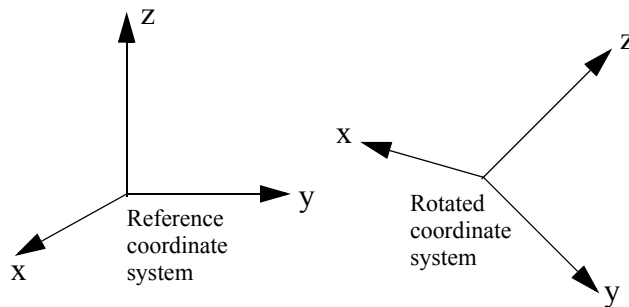 z
y
x
Reference
coordinate
system
z
x
y
Rotated
coordinate
system